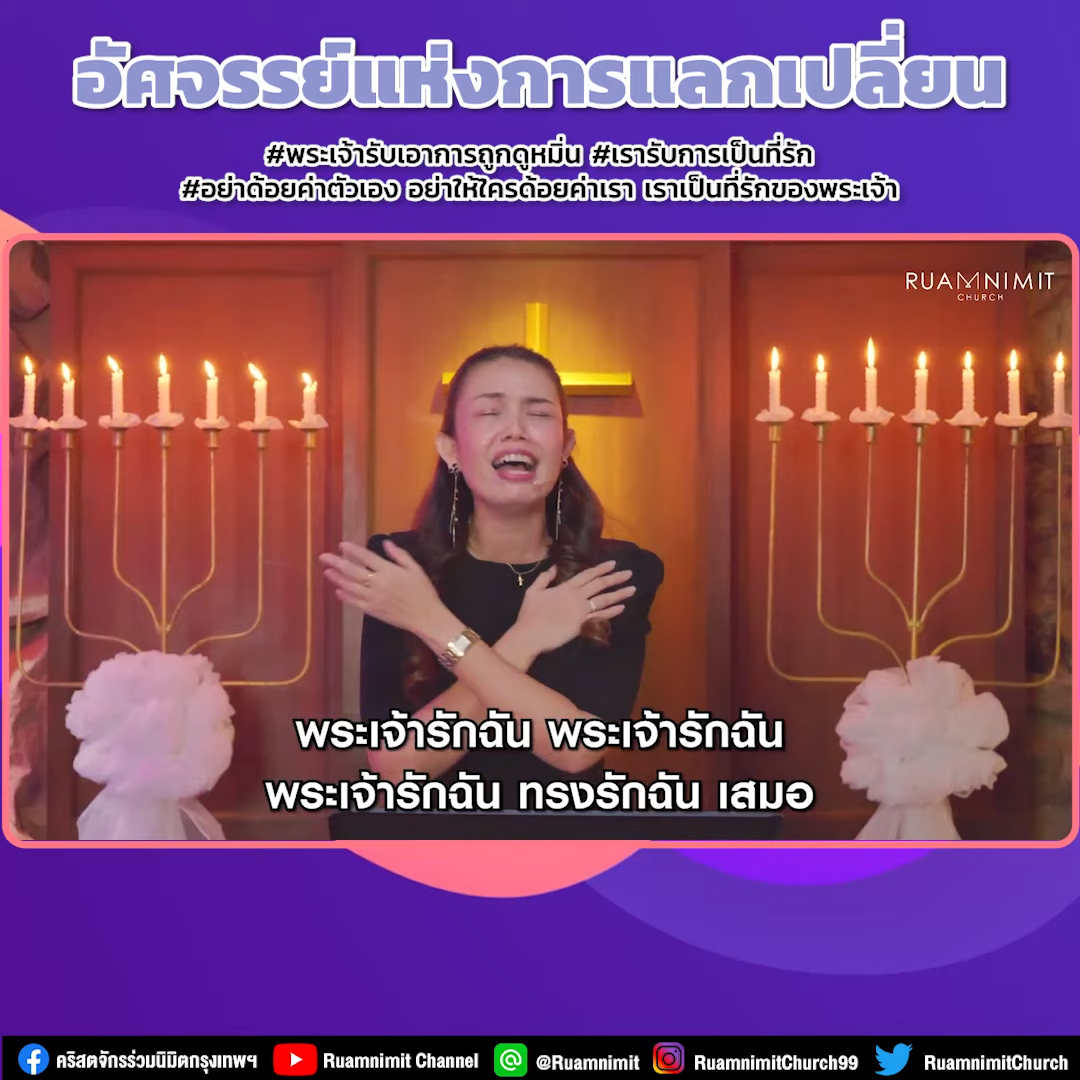 อัศจรรย์แห่งการแลกเปลี่ยน
#พระเจ้ารับเอาการถูกดูหมิ่น #เรารับการเป็นที่รัก
#อย่าด้อยค่าตัวเอง อย่าให้ใครด้อยค่าเรา เราเป็นที่รักของพระเจ้า
RUAMNIMIT
CHURCH
พระเจ้ารักฉัน พระเจ้ารักฉัน
พระเจ้ารักฉัน ทรงรักฉัน เสมอ
คริสตจักรร่วมนิมิตกรุงเทพฯ Ruamnimit Channel @Ruamnimit RuamnimitChurch99 RuamnimitChurch